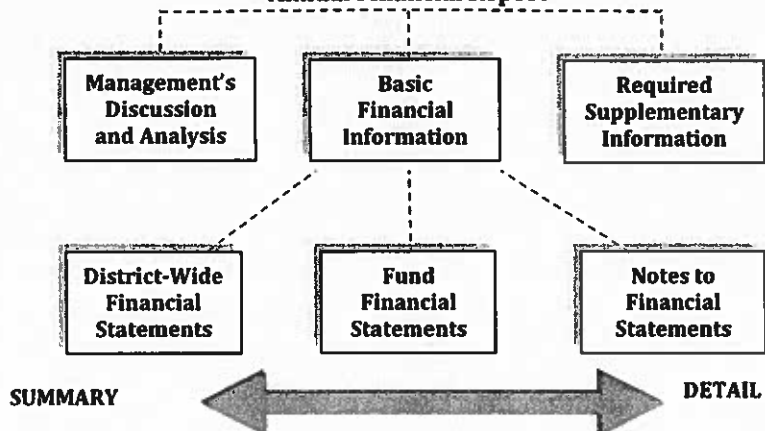 Management's
Discussion
and Analysis
Basic
Financial
Information
Required
Supplementary
Information
District-Wide
Financial
Statements
Fund
Financial
Statements
Notes to
Financial
Statements
SUMMARY
DETAIL